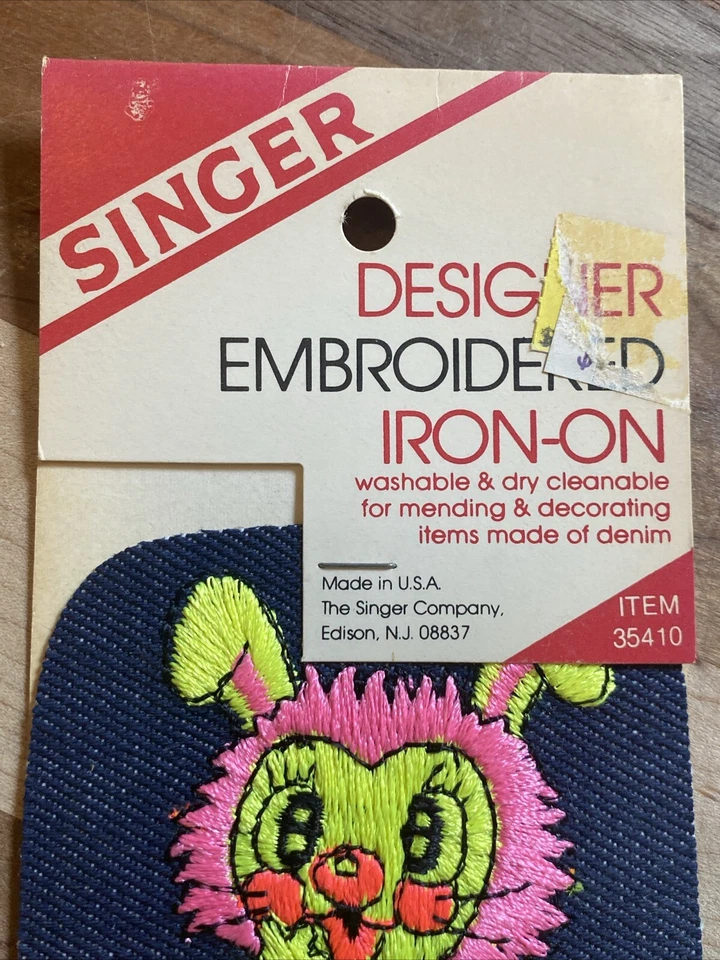 SINGER
DESIGNER
EMBROIDERED
IRON-ON
washable & dry cleanable
for mending & decorating
items made of denim
Made in U.S.A.
The Singer Company,
Edison, N.J. 08837
ITEM
35410